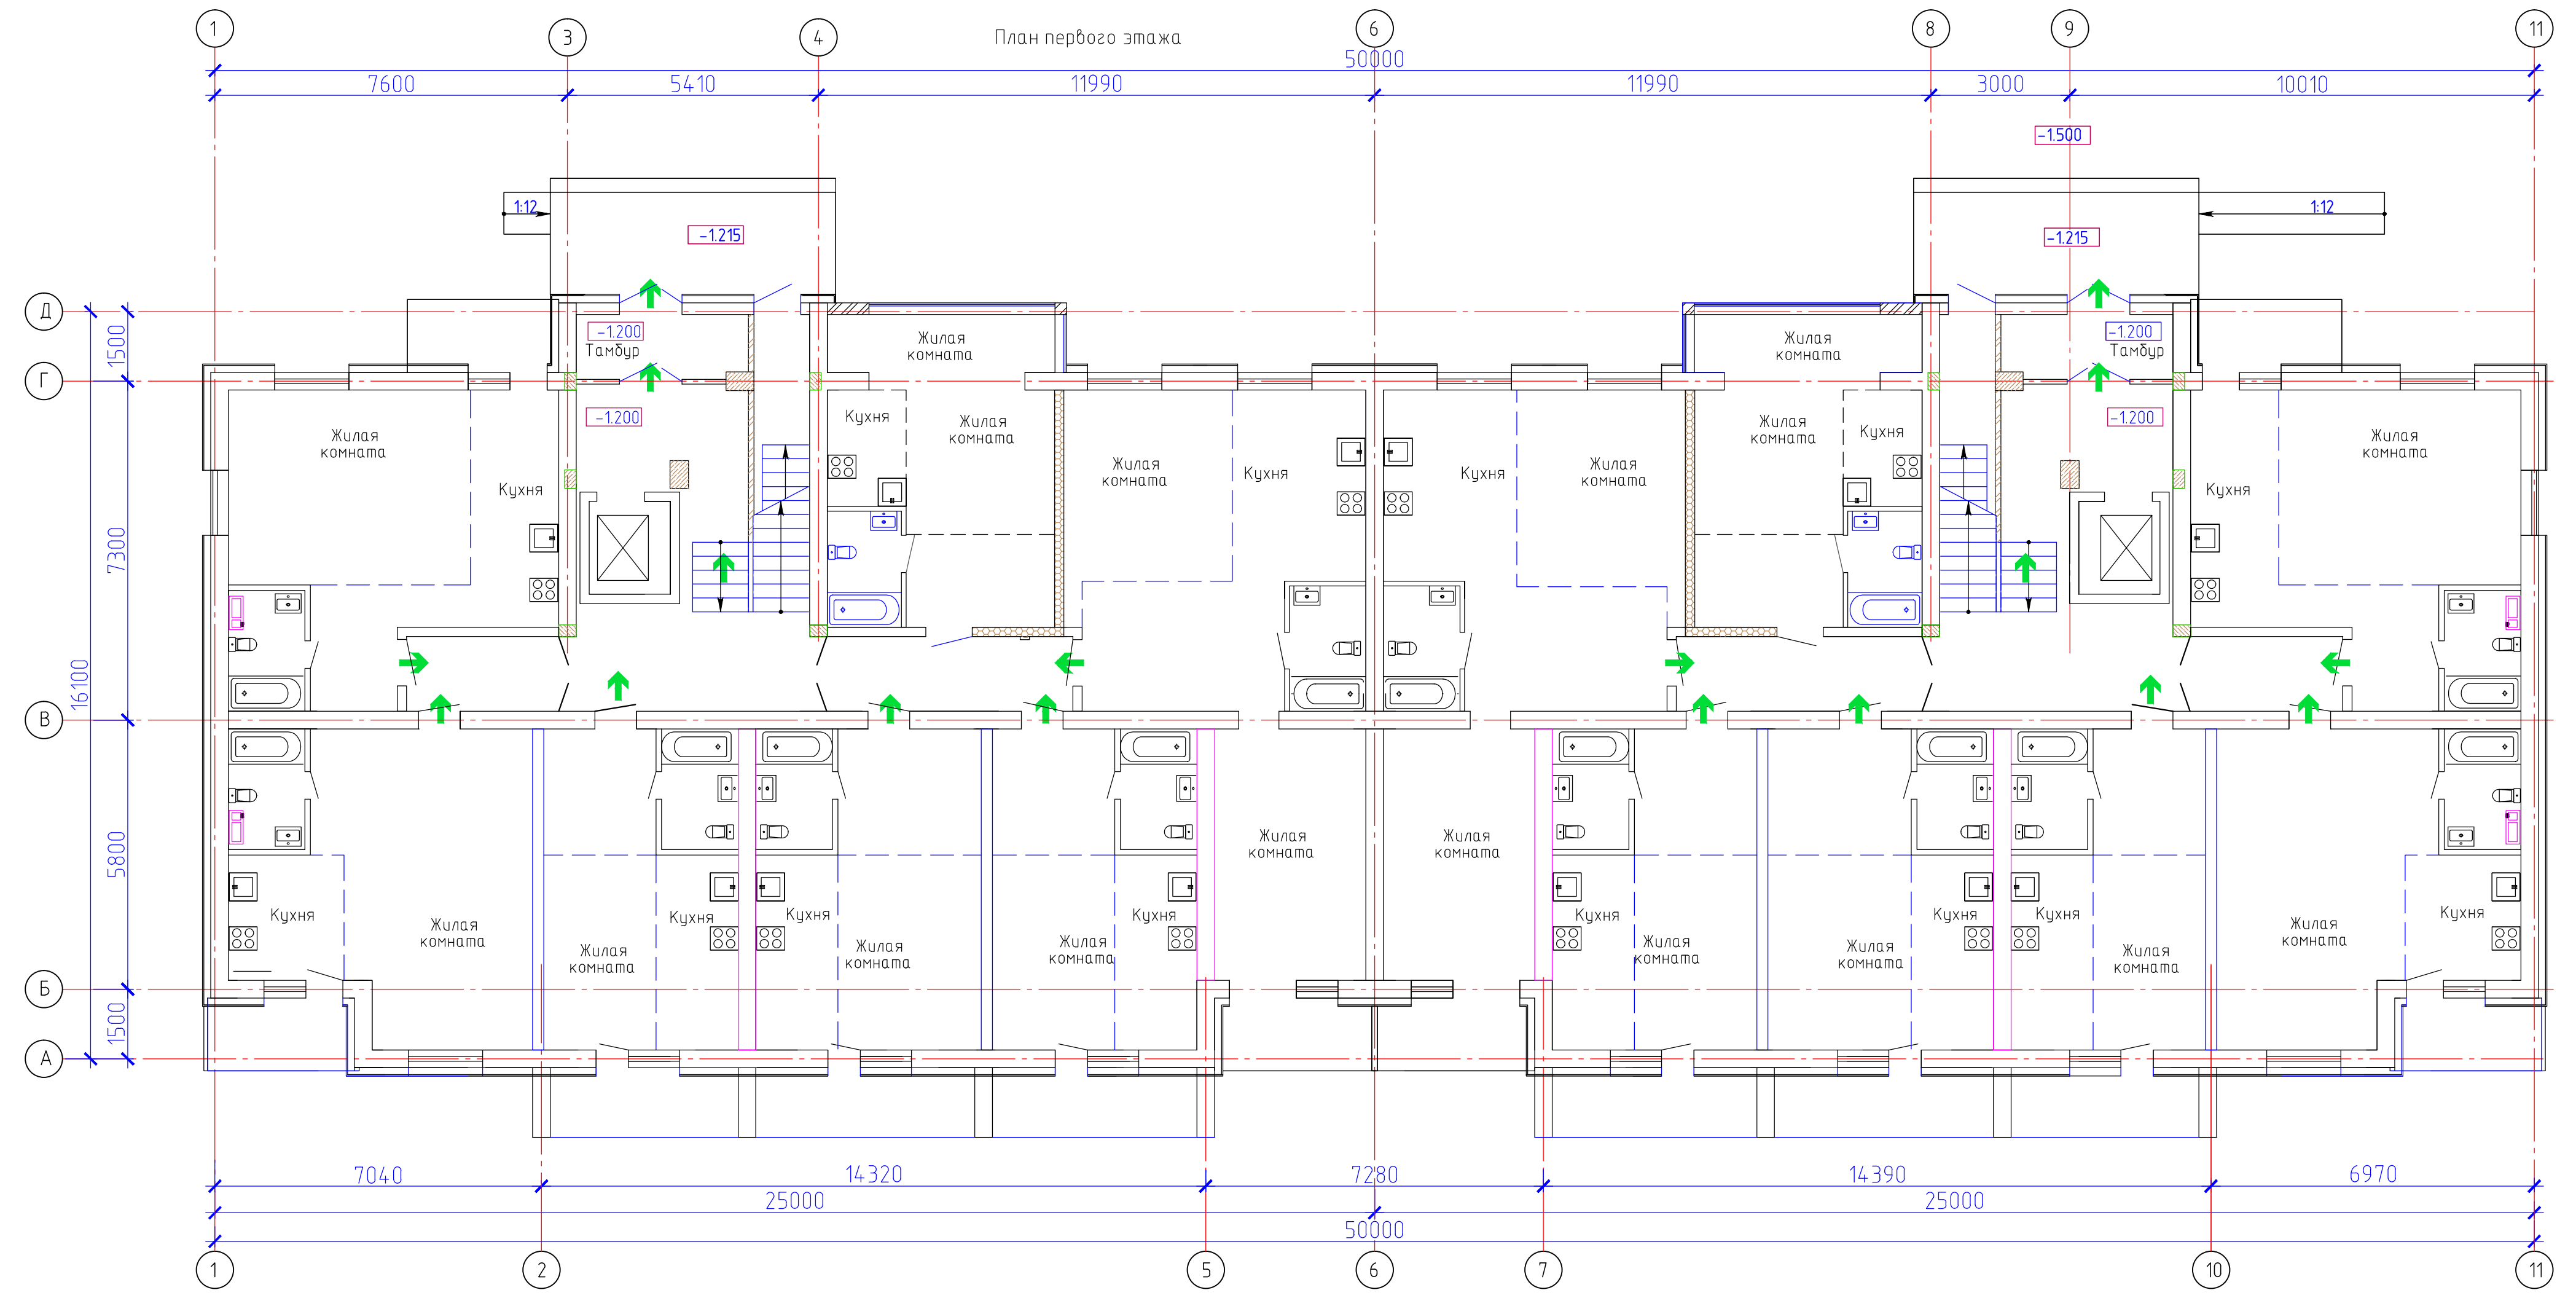 1
3
4
План первого этажа
6
8
9
11
50000
7600
5410
11990
11990
3000
10010
-1.500
1:12
-1.215
-1.215
1:12
Д
1500
-1.200
Тамбур
Жилая
комната
Жилая
комната
-1.200
Тамбур
Г
-1.200
Кухня
Жилая
комната
Жилая
комната
Кухня
-1.200
Жилая
комната
Жилая
комната
Жилая
комната
Кухня
Кухня
Жилая
комната
Кухня
Кухня
7300
16100
В
5800
Жилая
комната
Жилая
комната
Кухня
Жилая
комната
Жилая
комната
Кухня
Кухня
Жилая
комната
Жилая
комната
Кухня
Кухня
Жилая
комната
Жилая
комната
Кухня
Кухня
Жилая
комната
Жилая
комната
Кухня
Б
1500
А
7040
14320
7280
14390
6970
25000
25000
50000
1
2
5
6
7
10
11